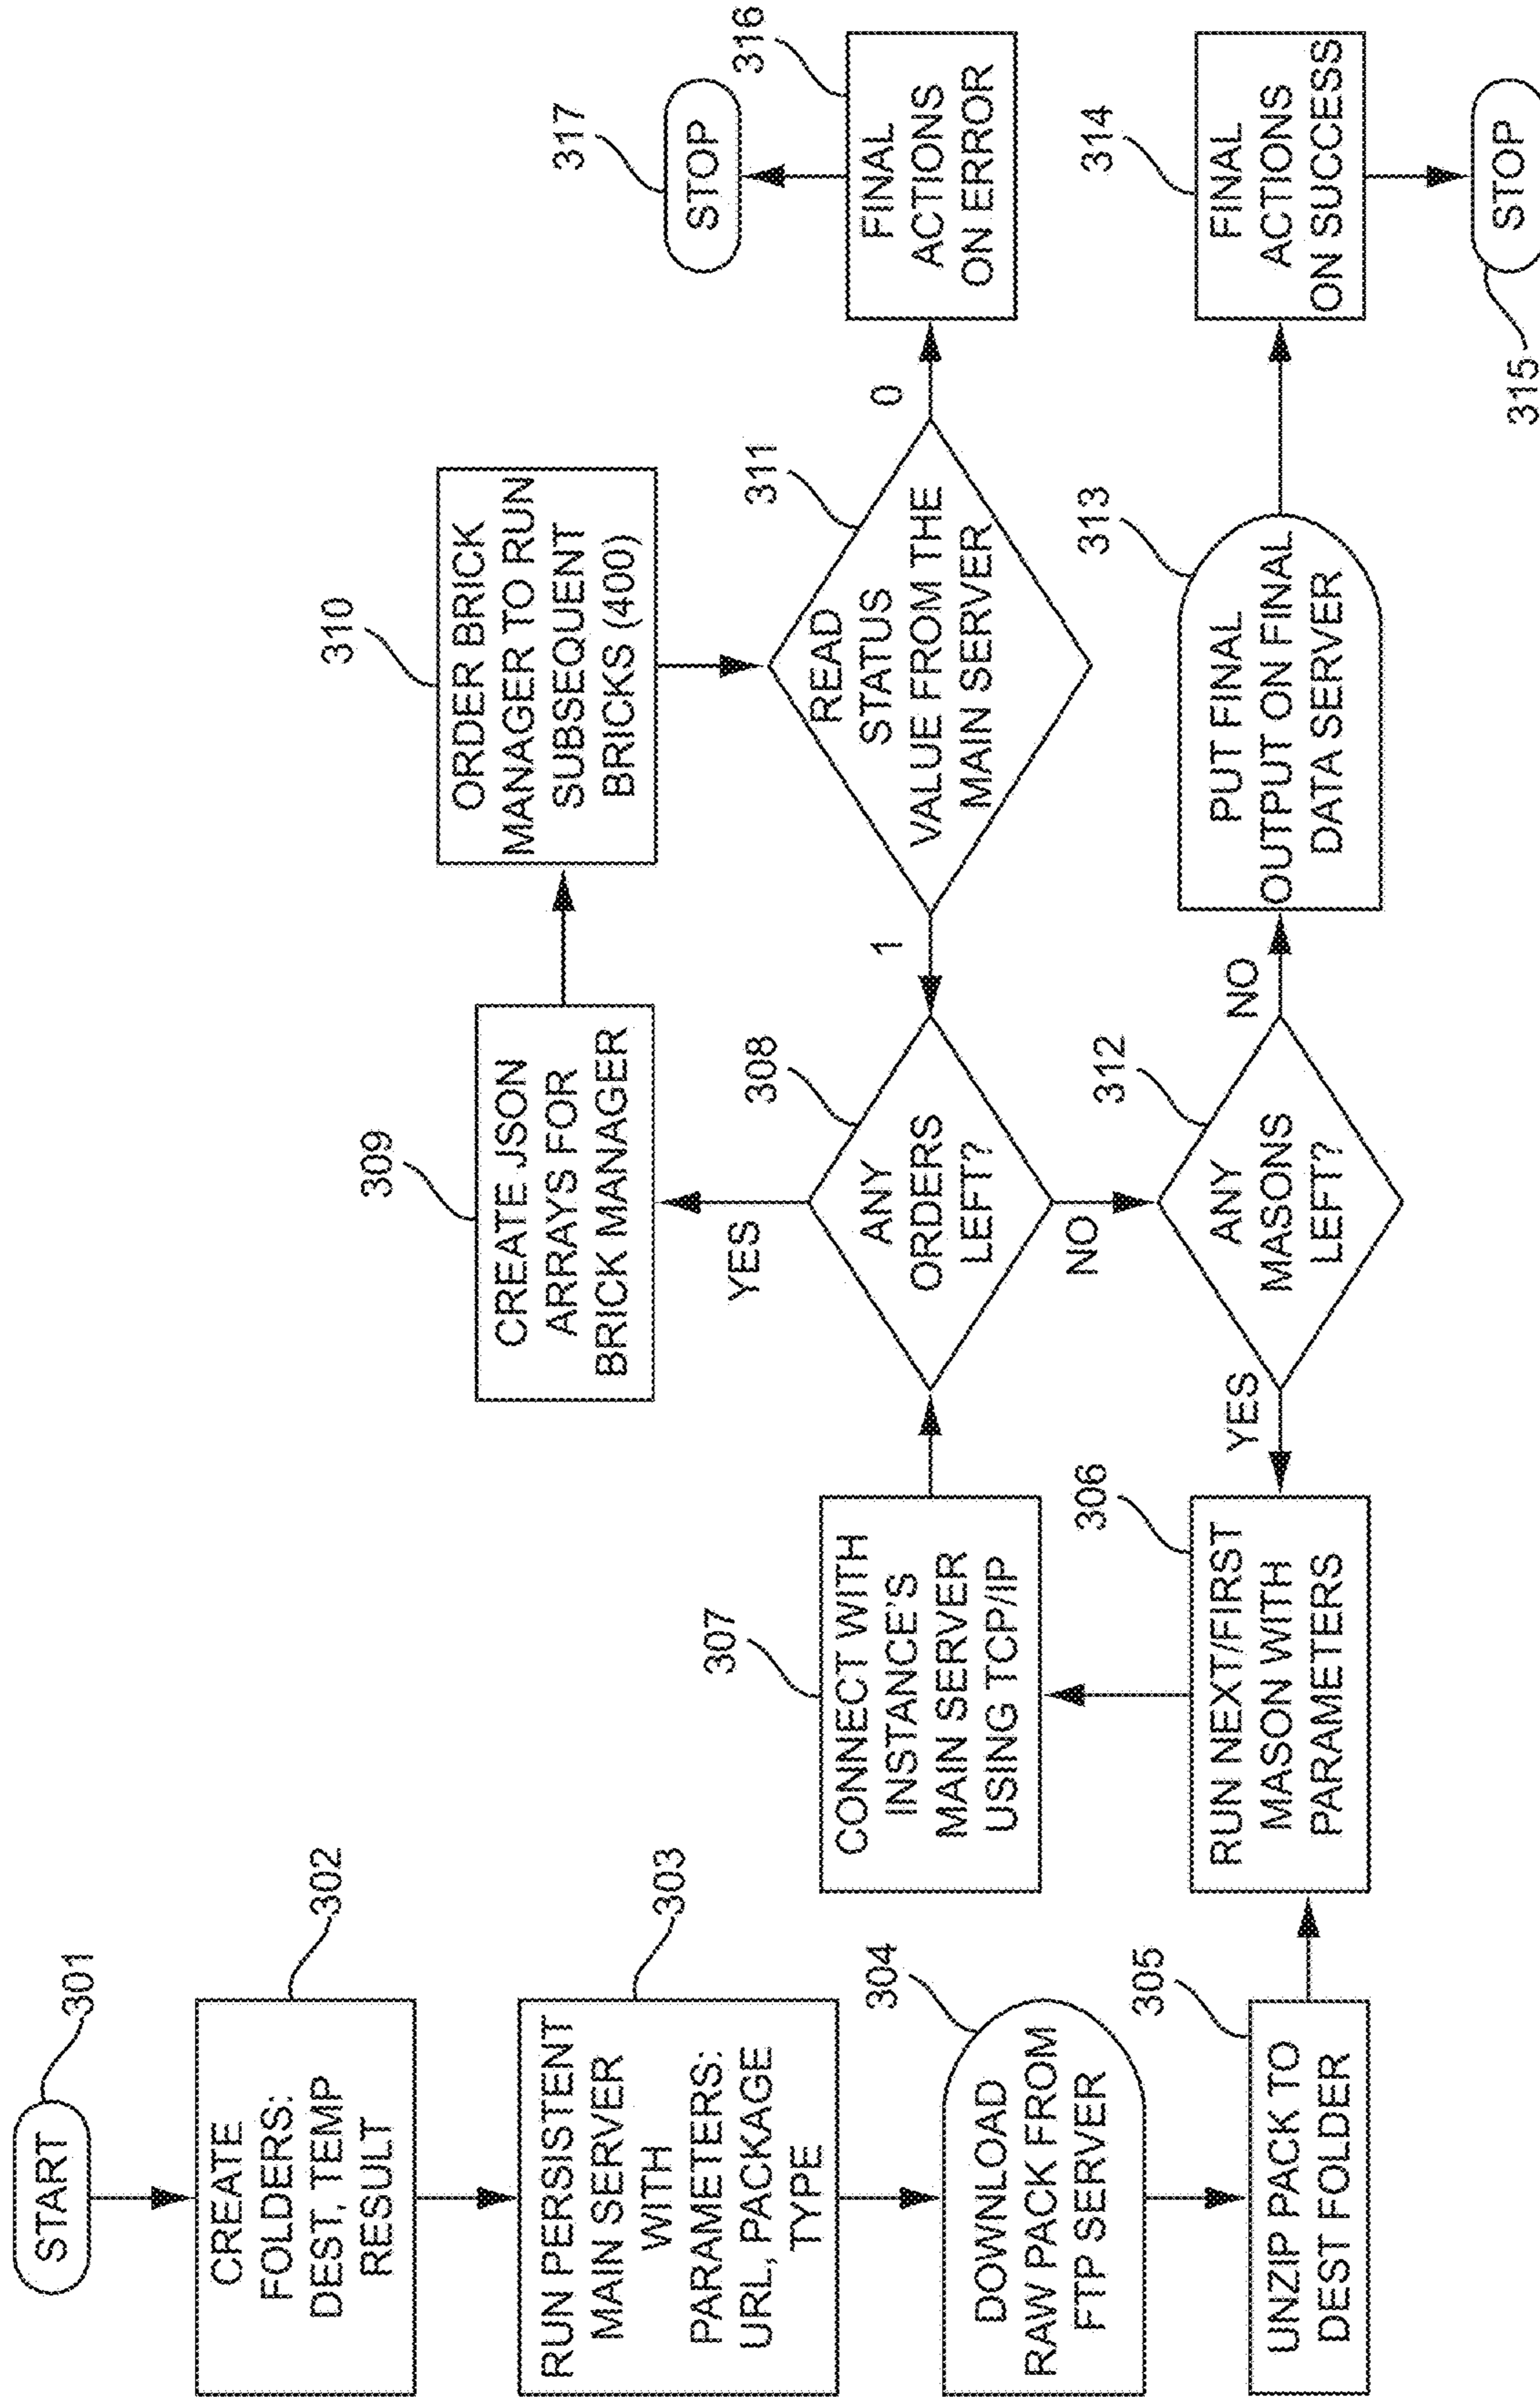 301
START
302
CREATE
FOLDERS:
DEST, TEMP
RESULT
303
RUN PERSISTENT
MAIN SERVER
WITH
PARAMETERS:
URL, PACKAGE
TYPE
304
DOWNLOAD
RAW PACK FROM
FTP SERVER
305
UNZIP PACK TO
DEST FOLDER
306
RUN NEXT/FIRST
MASON WITH
PARAMETERS
307
CONNECT WITH
INSTANCE'S
MAIN SERVER
USING TCP/IP
308
ANY
ORDERS
LEFT?
YES
NO
309
CREATE JSON
ARRAYS FOR
BRICK MANAGER
310
ORDER BRICK
MANAGER TO RUN
SUBSEQUENT
BRICKS (400)
311
READ
STATUS
VALUE FROM THE
MAIN SERVER
1
0
312
ANY
MASONS
LEFT?
YES
NO
313
PUT FINAL
OUTPUT ON FINAL
DATA SERVER
314
FINAL
ACTIONS
ON SUCCESS
315
STOP
316
FINAL
ACTIONS
ON ERROR
317
STOP